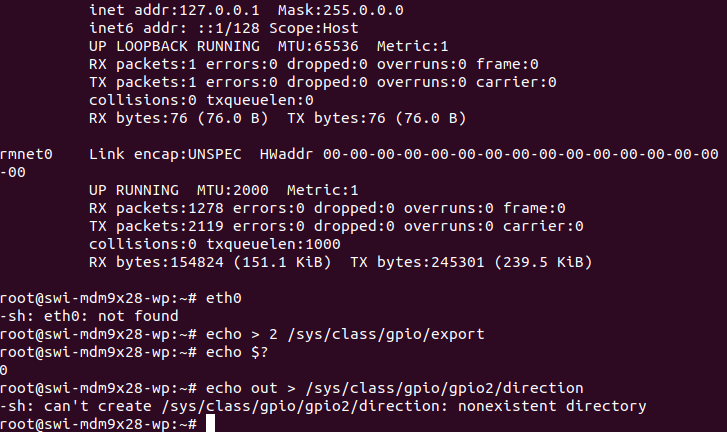 inet addr:127.0.0.1  Mask:255.0.0.0
inet6 addr: ::1/128 Scope:Host
UP LOOPBACK RUNNING  MTU:65536  Metric:1
RX packets:1 errors:0 dropped:0 overruns:0 frame:0
TX packets:1 errors:0 dropped:0 overruns:0 carrier:0
collisions:0 txqueuelen:0
RX bytes:76 (76.0 B)  TX bytes:76 (76.0 B)
rmnet0    Link encap:UNSPEC  HWaddr 00-00-00-00-00-00-00-00-00-00-00-00-00-00-00
-00
UP RUNNING  MTU:2000  Metric:1
RX packets:1278 errors:0 dropped:0 overruns:0 frame:0
TX packets:2119 errors:0 dropped:0 overruns:0 carrier:0
collisions:0 txqueuelen:1000
RX bytes:154824 (151.1 KiB)  TX bytes:245301 (239.5 KiB)
root@swi-mdm9x28-wp:~# eth0
-sh: eth0: not found
root@swi-mdm9x28-wp:~# echo > 2 /sys/class/gpio/export
root@swi-mdm9x28-wp:~# echo $?
0
root@swi-mdm9x28-wp:~# echo out > /sys/class/gpio/gpio2/direction
-sh: can't create /sys/class/gpio/gpio2/direction: nonexistent directory
root@swi-mdm9x28-wp:~#